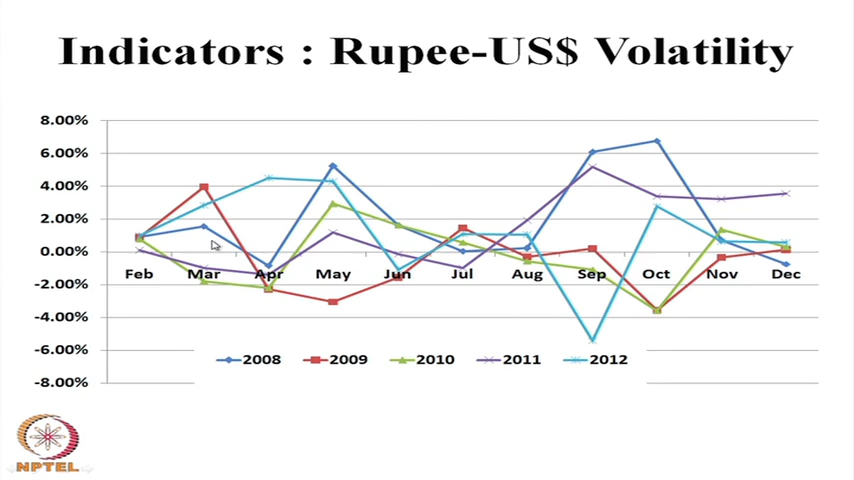 Indicators : Rupee-US$ Volatility
8.00%
6.00%
4.00%
2.00%
0.00%
-2.00%
-4.00%
-6.00%
-8.00%
Feb Mar Apr May Jun Jul Aug Sep Oct Nov Dec
2008 2009 2010 2011 2012
NPTEL